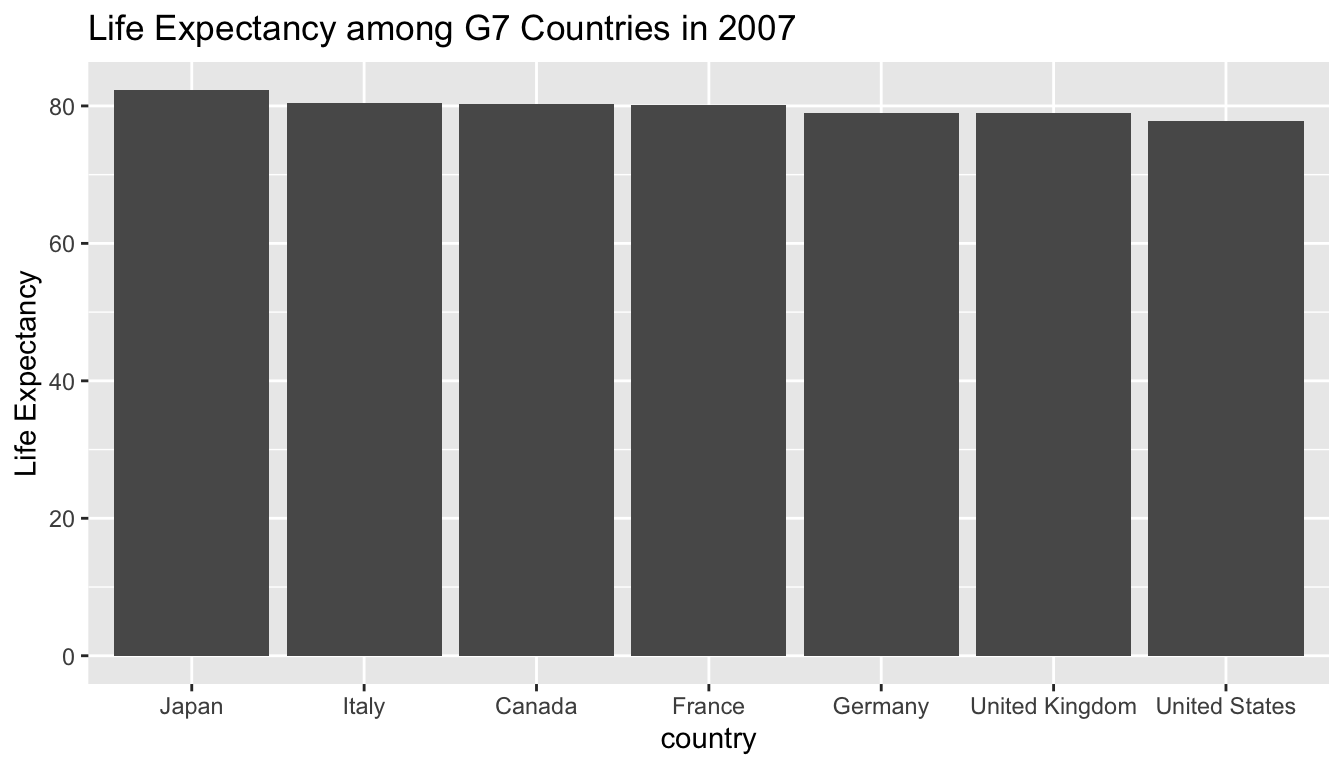 Life Expectancy among G7 Countries in 2007
Life Expectancy
80
60
40
20
0
Japan Italy Canada France Germany United Kingdom United States
country